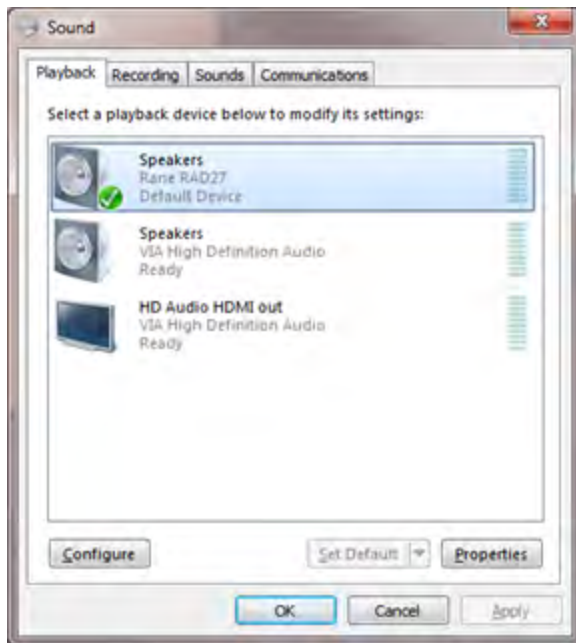 Sound
Playback Recording Sounds Communications
Select a playback device below to modify its settings:
Speakers
Rane RAD27
Default Device
Speakers
VIA High Definition Audio
Ready
HD Audio HDMI out
VIA High Definition Audio
Ready
Configure Set Default Properties
OK Cancel Apply